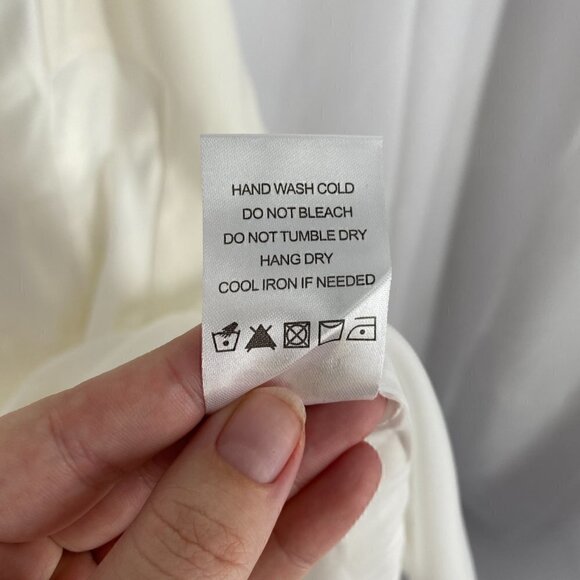 HAND WASH COLD
DO NOT BLEACH
DO NOT TUMBLE DRY
HANG DRY
COOL IRON IF NEEDED